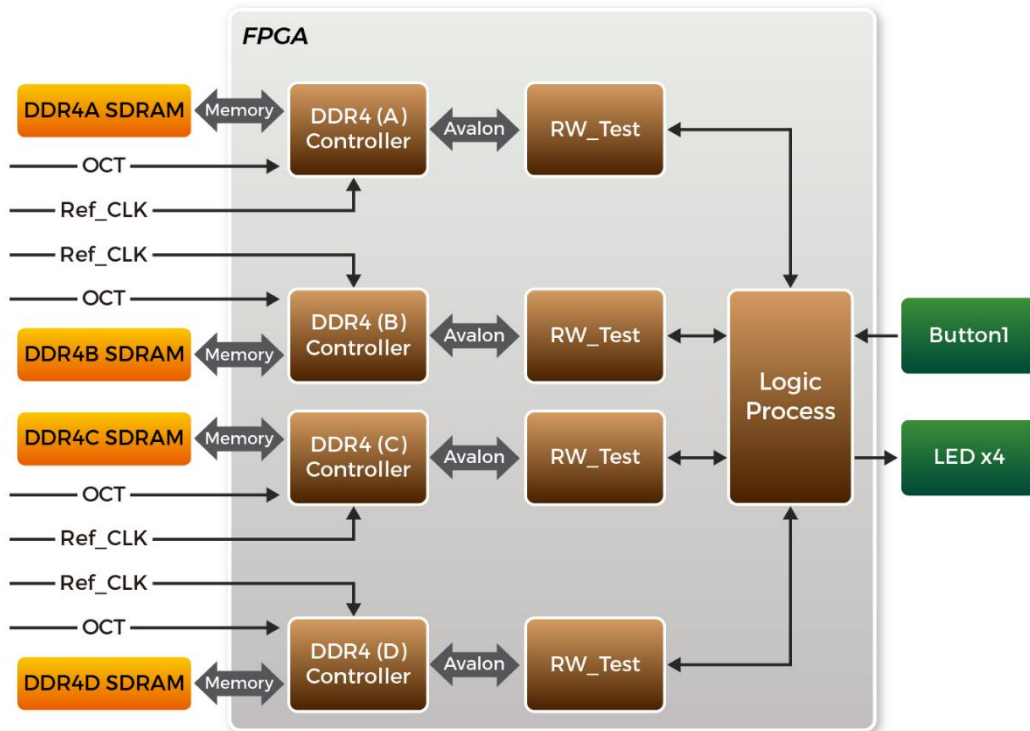 FPGA
DDR4A SDRAM
Memory
DDR4 (A)
Controller
Avalon
RW_Test
OCT
Ref_CLK
Ref_CLK
OCT
DDR4 (B)
Controller
Avalon
RW_Test
DDR4B SDRAM
Memory
Button1
Logic
Process
DDR4C SDRAM
Memory
DDR4 (C)
Controller
Avalon
RW_Test
LED x4
OCT
Ref_CLK
Ref_CLK
OCT
DDR4 (D)
Controller
Avalon
RW_Test
DDR4D SDRAM
Memory